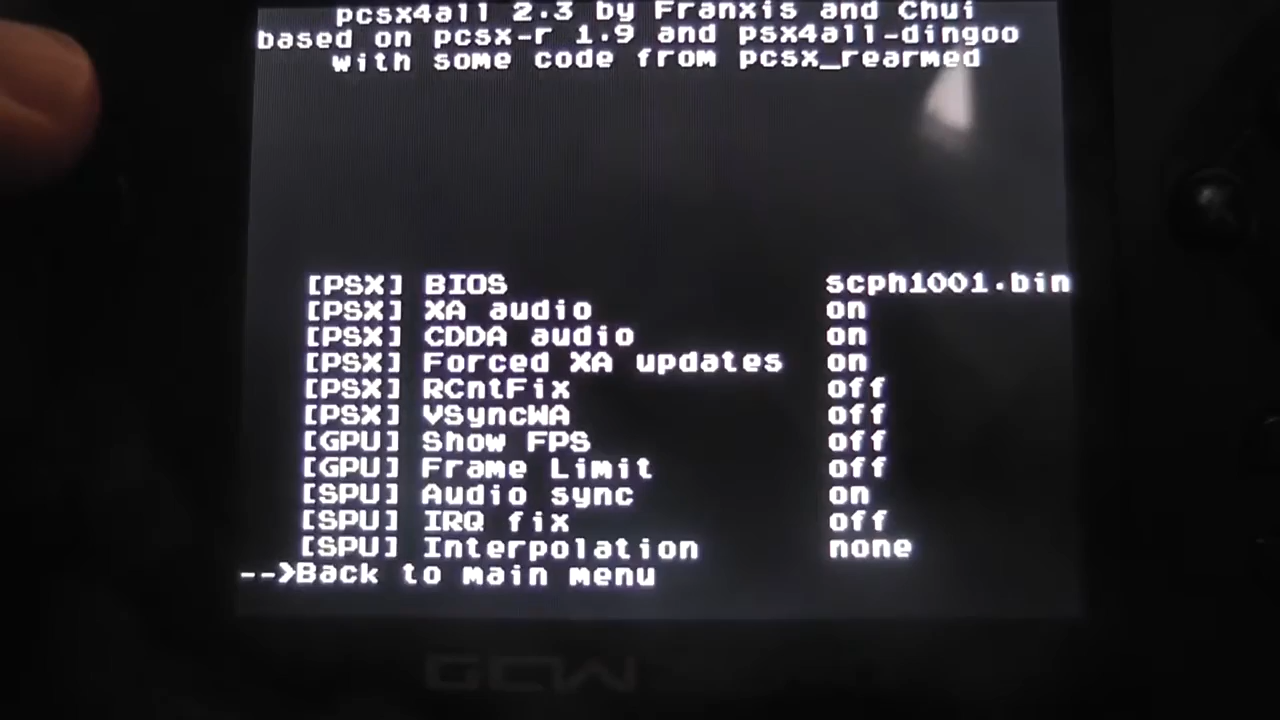 pcsx4all 2.3 by Franxis and Chui
based on pcsx-r 1.9 and psx4all-dingoo
with some code from pcsx_rearmed
[PSX] BIOS scph1001.bin
[PSX] XA audio on
[PSX] CDDA audio on
[PSX] Forced XA updates on
[PSX] RCntFix off
[PSX] VSyncWA off
[GPU] Show FPS off
[GPU] Frame Limit off
[SPU] Audio sync on
[SPU] IRQ fix off
[SPU] Interpolation none
-->Back to main menu
GCW